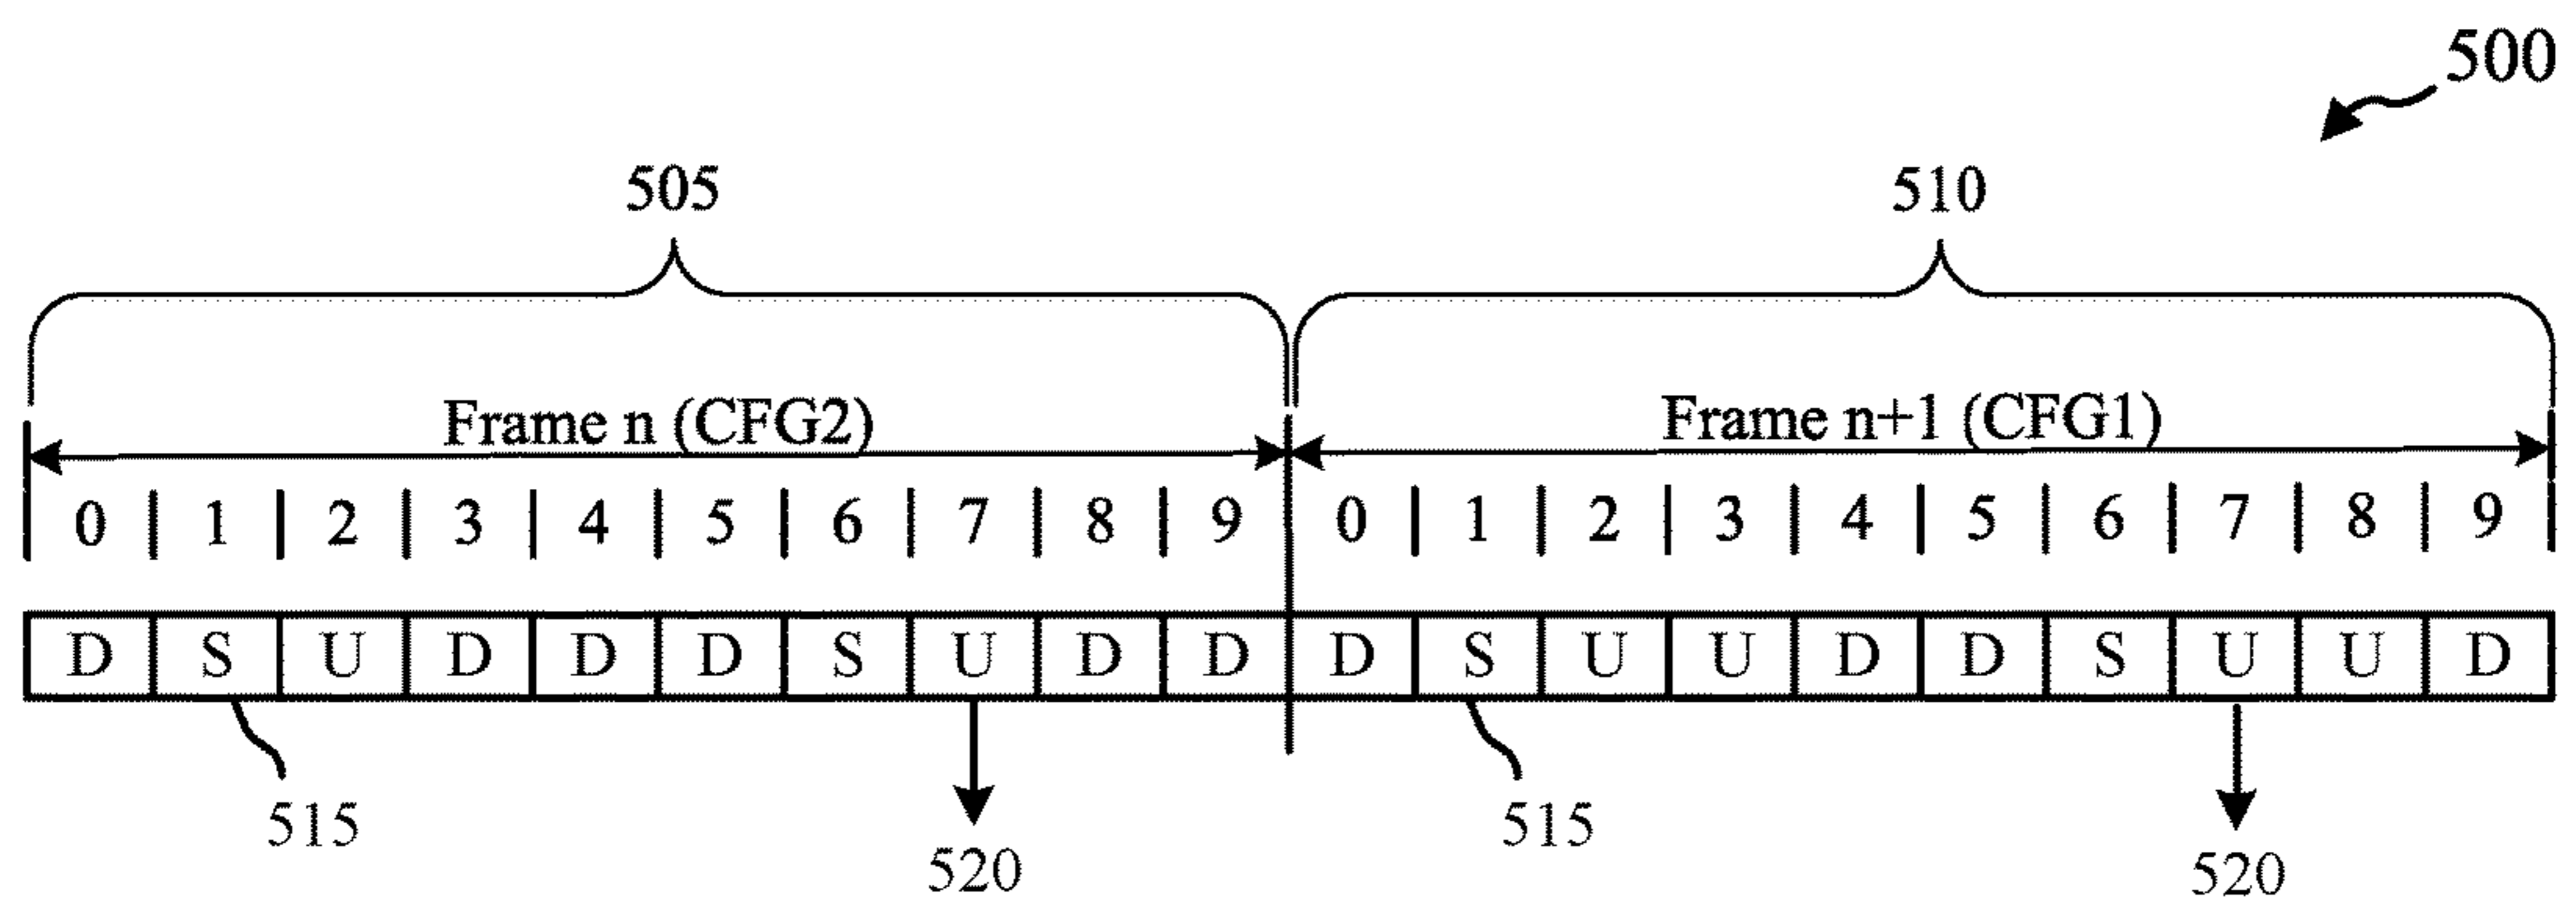 500
505 510
Frame n (CFG2) Frame n+1 (CFG1)
0 1 2 3 4 5 6 7 8 9 0 1 2 3 4 5 6 7 8 9
D S U D D D S U D D D S U U D D S U U D
515 520 515 520